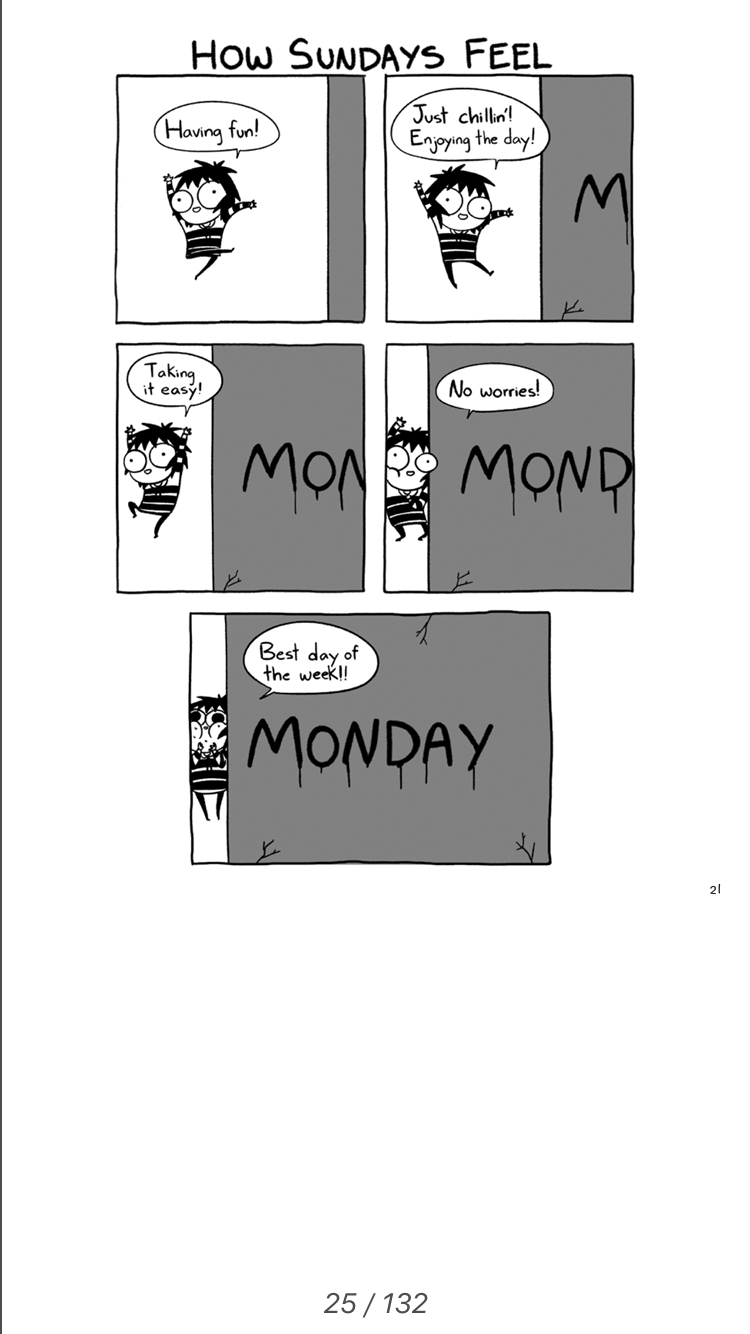 HOW SUNDAYS FEEL
Having fun!
Just chillin'!
Enjoying the day!
M
Taking
it easy!
MON
No worries!
MOND
Best day of
the week!!
MONDAY
21
25 / 132